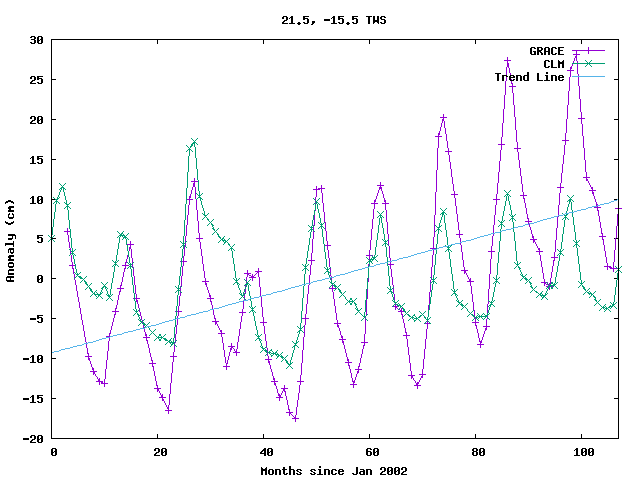 21.5, -15.5 TWS
30
25
20
15
10
5
0
-5
-10
-15
-20
Anomaly (cm)
GRACE
CLM
Trend Line
0 20 40 60 80 100
Months since Jan 2002